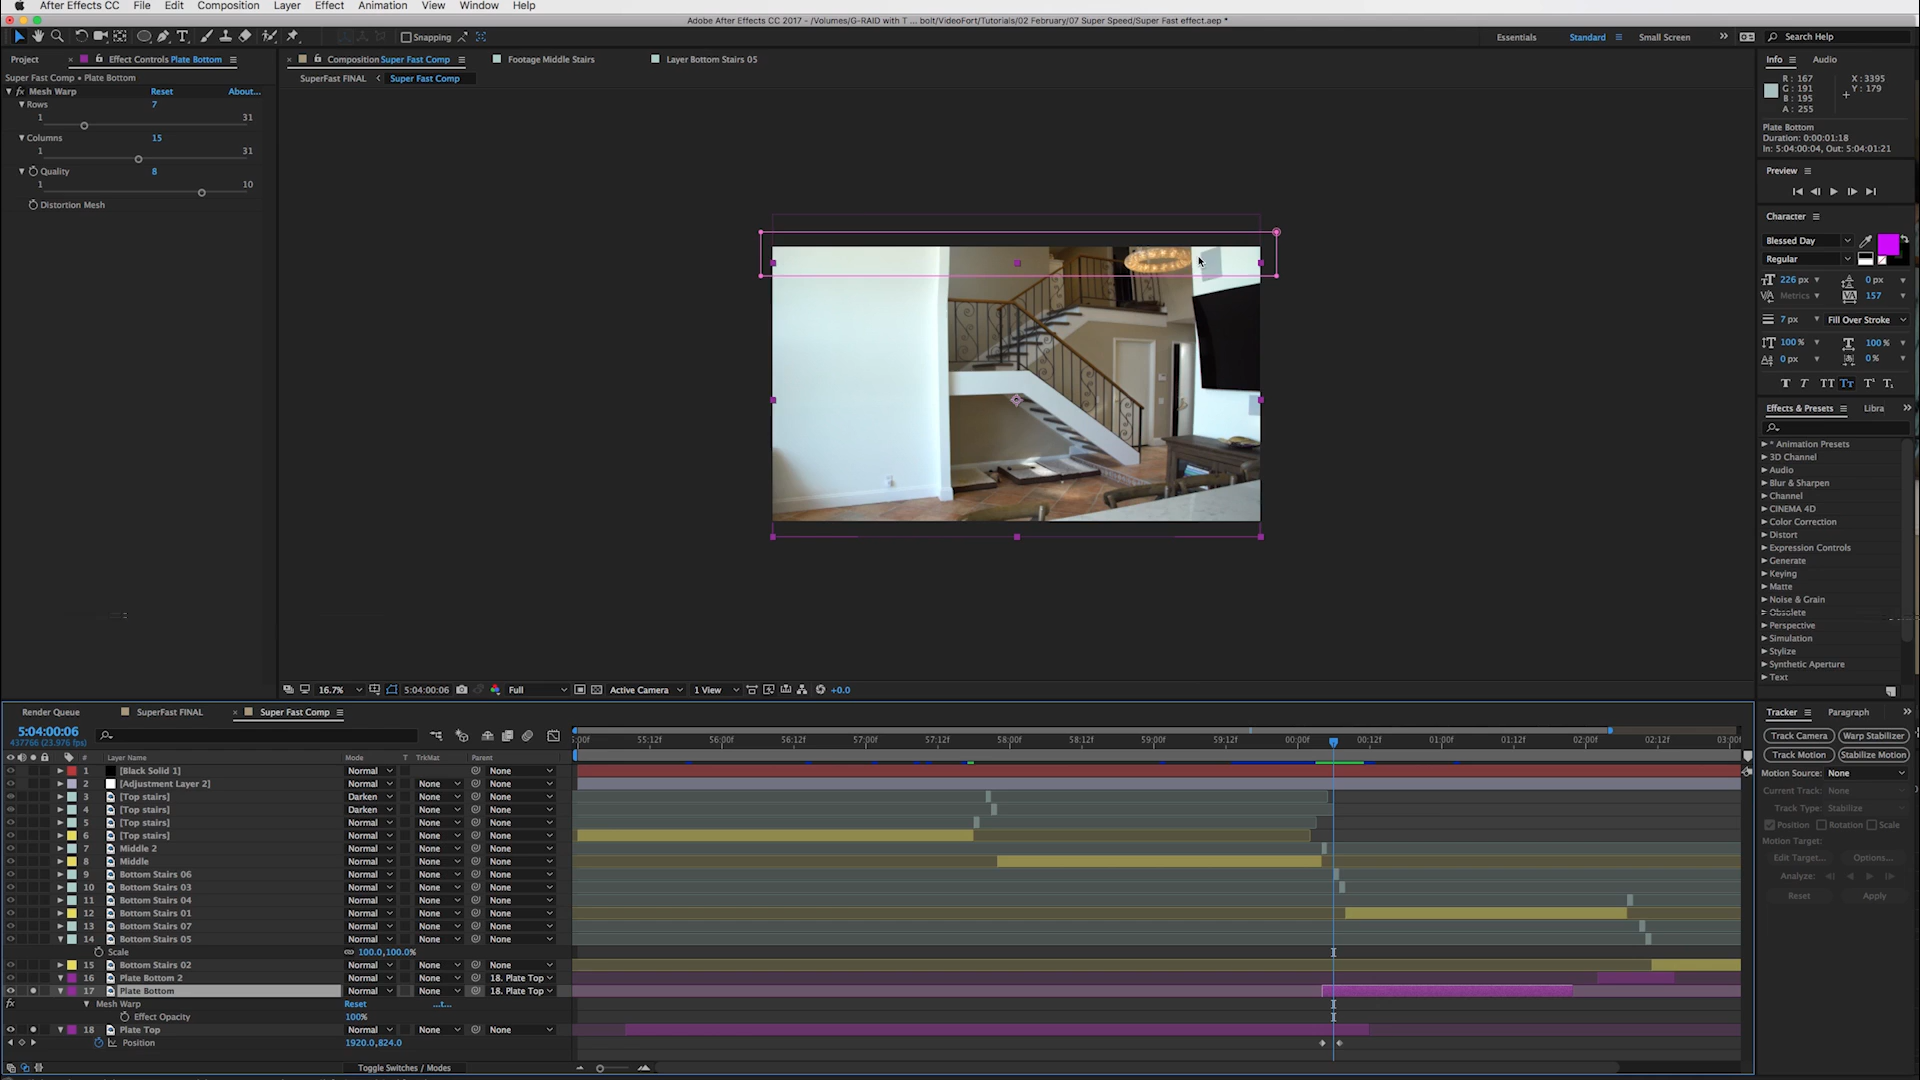 After Effects CC File Edit Composition Layer Effect Animation View Window Help
Adobe After Effects CC 2017 - /Volumes/G-RAID with T ... bolt/VideoFort/Tutorials/02 February/07 Super Speed/Super Fast effect.aep *
Snapping Essentials Standard Small Screen Search Help
Project Effect Controls Plate Bottom Composition Super Fast Comp Footage Middle Stairs Layer Bottom Stairs 05 Info Audio
Super Fast Comp • Plate Bottom SuperFast FINAL Super Fast Comp
R : 167 X : 3395
G : 191 Y : 179
B : 195
A : 255
fx Mesh Warp Reset About...
Rows 7
1 31
Columns 15
1 31
Quality 8
1 10
Distortion Mesh
Plate Bottom
Duration: 0:00:01:18
In: 5:04:00:04, Out: 5:04:01:21
Preview
Character
Blessed Day
Regular
226 px 0 px
Metrics 157
7 px Fill Over Stroke
100 % 100 %
0 px 0 %
Effects & Presets Libra
* Animation Presets
3D Channel
Audio
Blur & Sharpen
Channel
CINEMA 4D
Color Correction
Distort
Expression Controls
Generate
Keying
Matte
Noise & Grain
Obsolete
Perspective
Simulation
Stylize
Synthetic Aperture
Text
16.7% 5:04:00:06 Full Active Camera 1 View +0.0
Render Queue SuperFast FINAL Super Fast Comp
5:04:00:06
437766 (23.976 fps)
:00f 55:12f 56:00f 56:12f 57:00f 57:12f 58:00f 58:12f 59:00f 59:12f 00:00f 00:12f 01:00f 01:12f 02:00f 02:12f 03:00f
# Layer Name Mode T TrkMat Parent
1 [Black Solid 1] Normal None
2 [Adjustment Layer 2] Normal None None
3 [Top stairs] Darken None None
4 [Top stairs] Darken None None
5 [Top stairs] Normal None None
6 [Top stairs] Normal None None
7 Middle 2 Normal None None
8 Middle Normal None None
9 Bottom Stairs 06 Normal None None
10 Bottom Stairs 03 Normal None None
11 Bottom Stairs 04 Normal None None
12 Bottom Stairs 01 Normal None None
13 Bottom Stairs 07 Normal None None
14 Bottom Stairs 05 Normal None None
Scale 100.0,100.0%
15 Bottom Stairs 02 Normal None None
16 Plate Bottom 2 Normal None 18. Plate Top
17 Plate Bottom Normal None 18. Plate Top
fx Mesh Warp Reset ...t...
Effect Opacity 100%
18 Plate Top Normal None None
Position 1920.0,824.0
Toggle Switches / Modes
Tracker Paragraph
Track Camera Warp Stabilizer
Track Motion Stabilize Motion
Motion Source: None
Current Track: None
Track Type: Stabilize
Position Rotation Scale
Motion Target:
Edit Target... Options...
Analyze:
Reset Apply